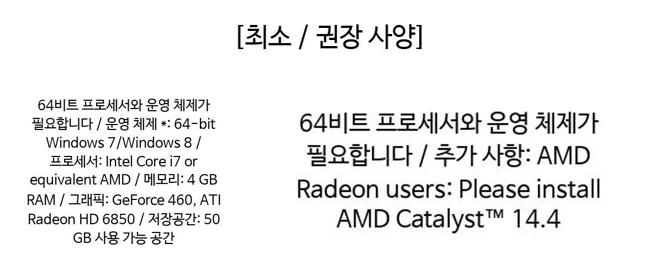 [최소 / 권장 사양]
64비트 프로세서와 운영 체제가
필요합니다 / 운영 체제 *: 64-bit
Windows 7/Windows 8 /
프로세서: Intel Core i7 or
equivalent AMD / 메모리: 4 GB
RAM / 그래픽: GeForce 460, ATI
Radeon HD 6850 / 저장공간: 50
GB 사용 가능 공간
64비트 프로세서와 운영 체제가
필요합니다 / 추가 사항: AMD
Radeon users: Please install
AMD Catalyst™ 14.4